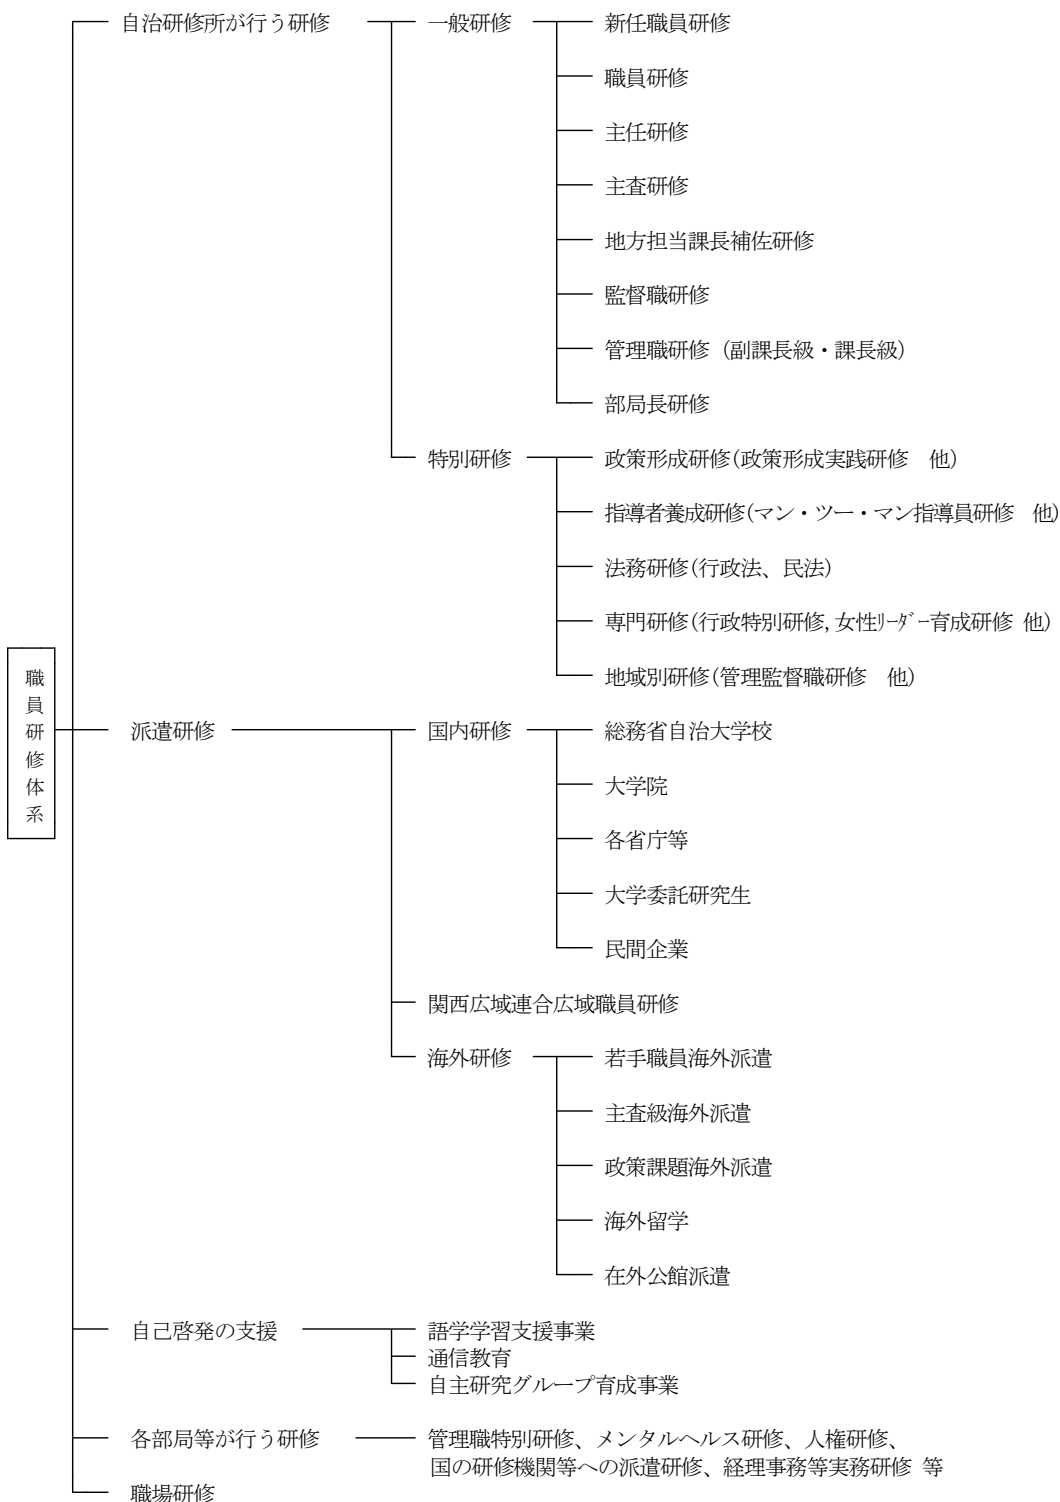 自治研修所が行う研修 一般研修 新任職員研修
職員研修
主任研修
主査研修
地方担当課長補佐研修
監督職研修
管理職研修 (副課長級・課長級)
部局長研修
特別研修 政策形成研修(政策形成実践研修 他)
指導者養成研修(マン・ツー・マン指導員研修 他)
法務研修(行政法、民法)
専門研修(行政特別研修,女性ﾘｰﾀﾞｰ育成研修 他)
地域別研修(管理監督職研修 他)
職員研修体系
派遣研修 国内研修 総務省自治大学校
大学院
各省庁等
大学委託研究生
民間企業
関西広域連合広域職員研修
海外研修 若手職員海外派遣
主査級海外派遣
政策課題海外派遣
海外留学
在外公館派遣
自己啓発の支援 語学学習支援事業
通信教育
自主研究グループ育成事業
各部局等が行う研修 管理職特別研修、メンタルヘルス研修、人権研修、
国の研修機関等への派遣研修、経理事務等実務研修 等
職場研修